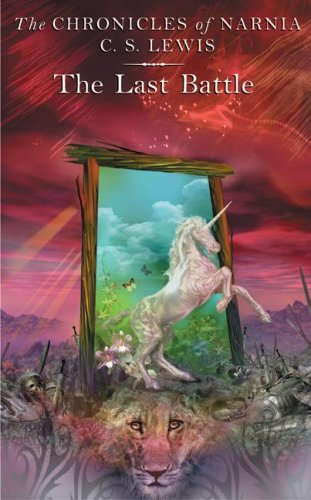 The CHRONICLES of NARNIA
C. S. LEWIS
The Last Battle